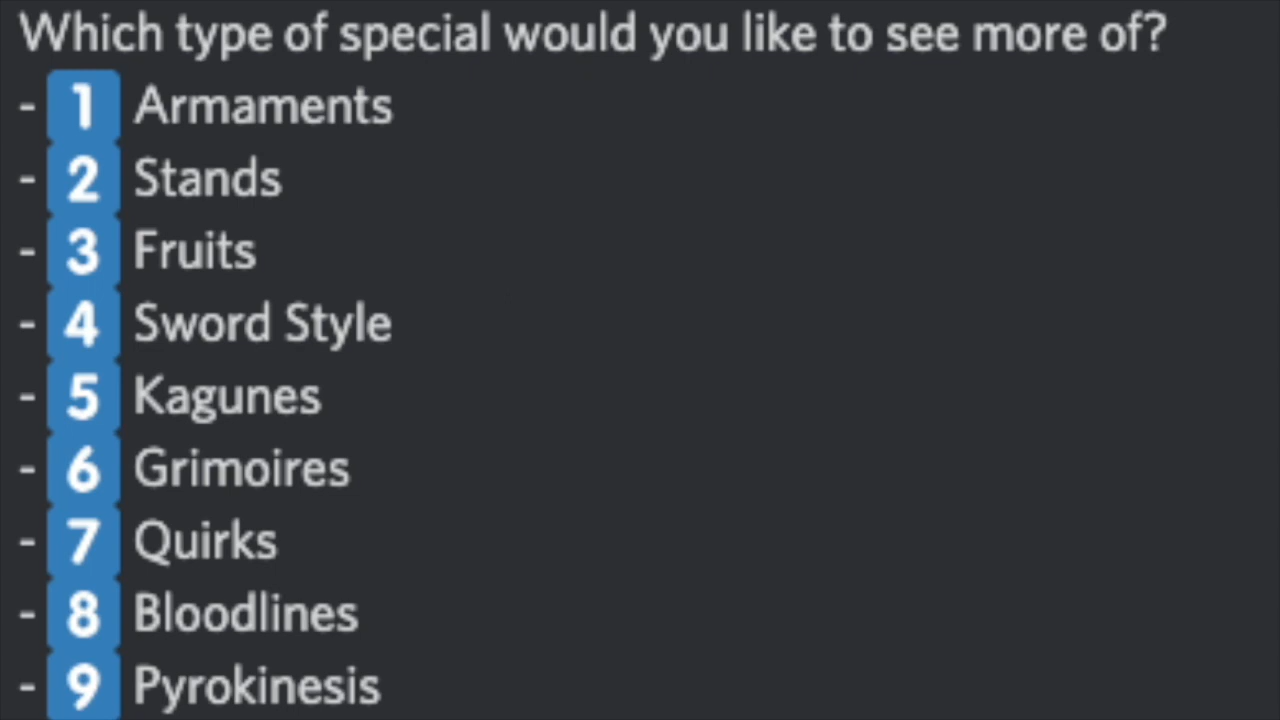 Which type of special would you like to see more of?
- 1 Armaments
- 2 Stands
- 3 Fruits
- 4 Sword Style
- 5 Kagunes
- 6 Grimoires
- 7 Quirks
- 8 Bloodlines
- 9 Pyrokinesis